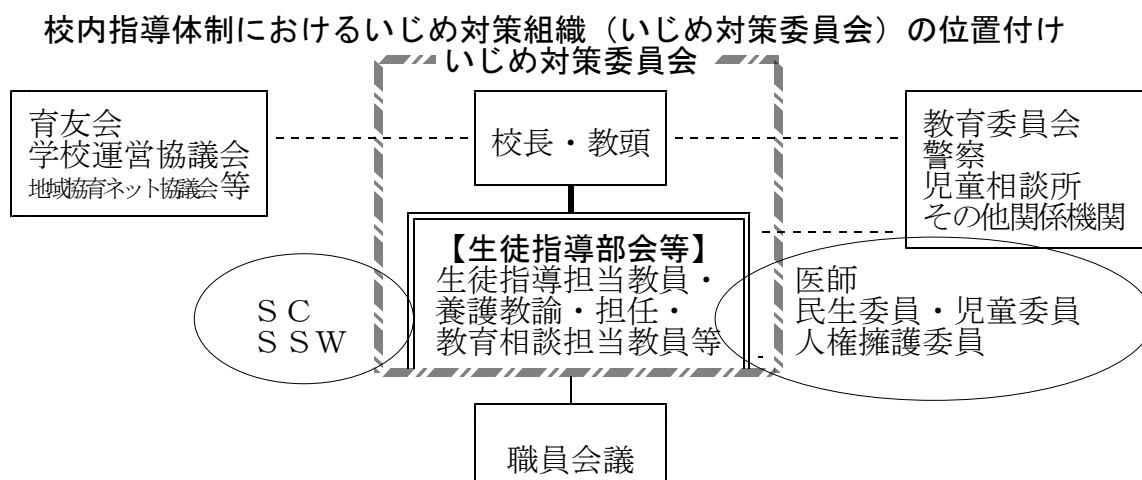 校内指導体制におけるいじめ対策組織（いじめ対策委員会）の位置付け
いじめ対策委員会
育友会
学校運営協議会
地域協育ネット協議会等
校長・教頭
教育委員会
警察
児童相談所
その他関係機関
【生徒指導部会等】
生徒指導担当教員・
養護教諭・担任・
教育相談担当教員等
ＳＣ
ＳＳＷ
医師
民生委員・児童委員
人権擁護委員
職員会議